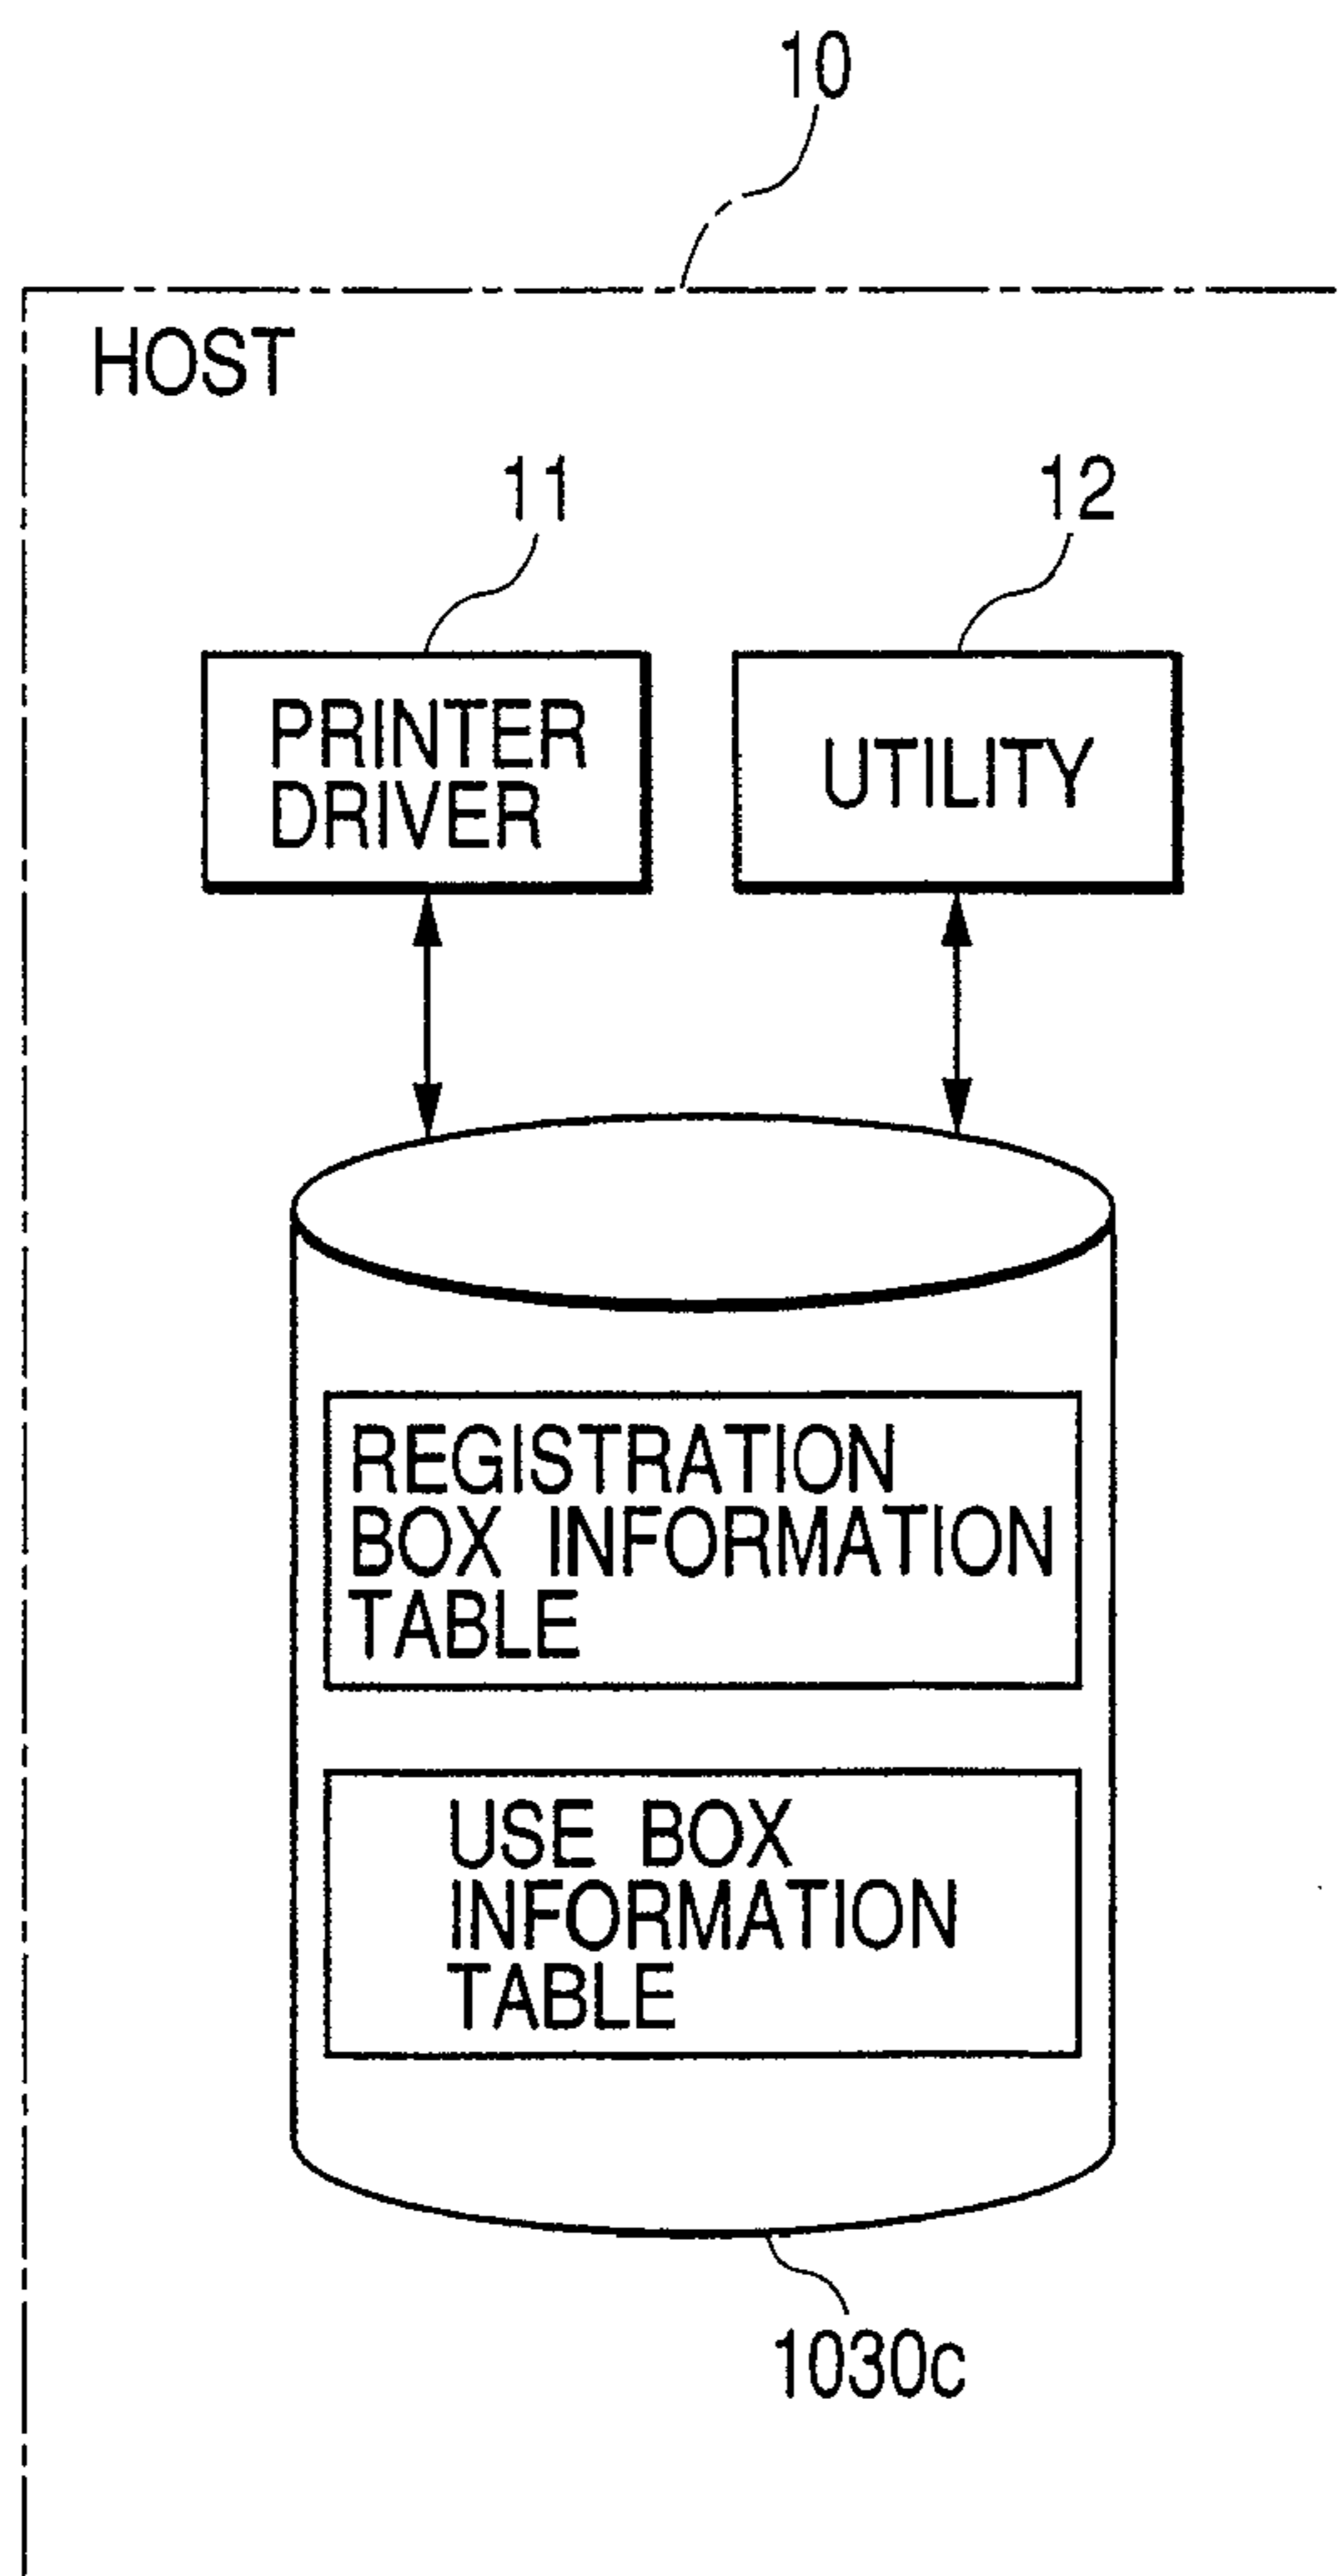 10
HOST
11
12
PRINTER
DRIVER
UTILITY
REGISTRATION
BOX INFORMATION
TABLE
USE BOX
INFORMATION
TABLE
1030c